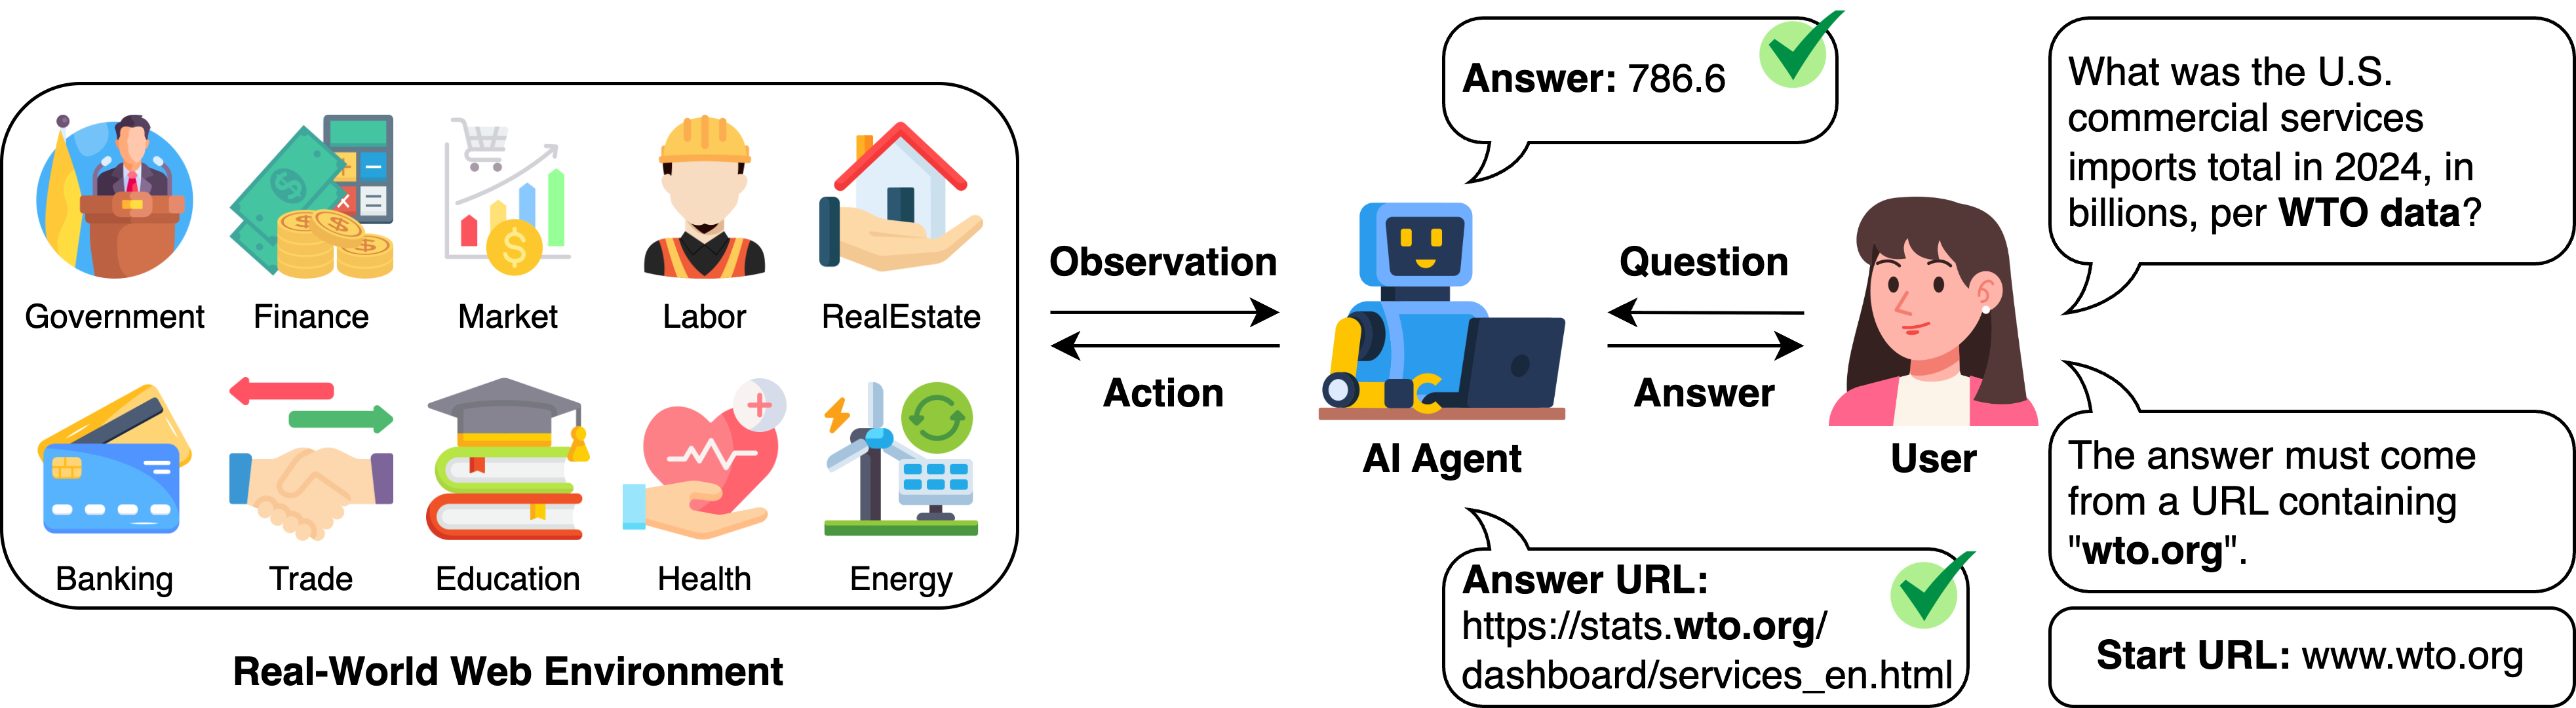 Government
Finance
Market
Labor
RealEstate
Banking
Trade
Education
Health
Energy
Real-World Web Environment
Observation
Action
Answer: 786.6
AI Agent
Answer URL:
https://stats.wto.org/
dashboard/services_en.html
Question
Answer
User
What was the U.S.
commercial services
imports total in 2024, in
billions, per WTO data?
The answer must come
from a URL containing
"wto.org".
Start URL: www.wto.org